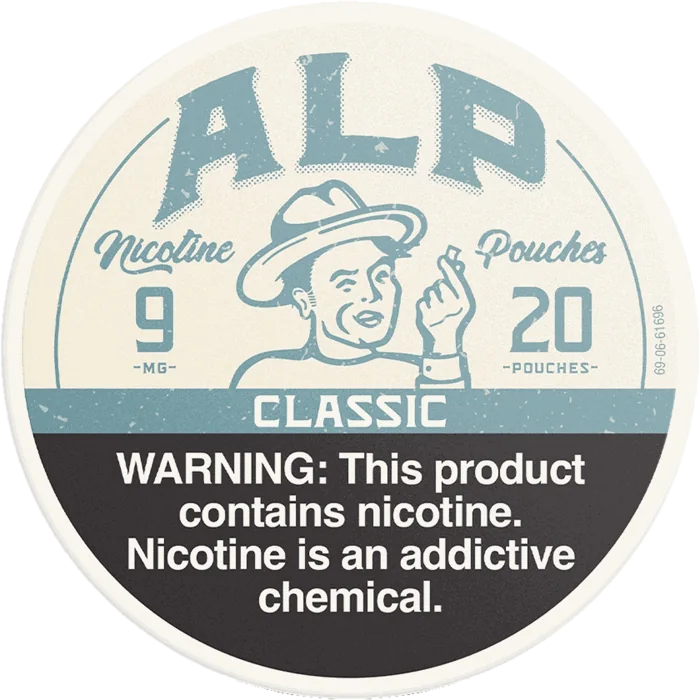 ALP
Nicotine Pouches
9 20
-MG- -POUCHES-
69-06-61696
CLASSIC
WARNING: This product
contains nicotine.
Nicotine is an addictive
chemical.